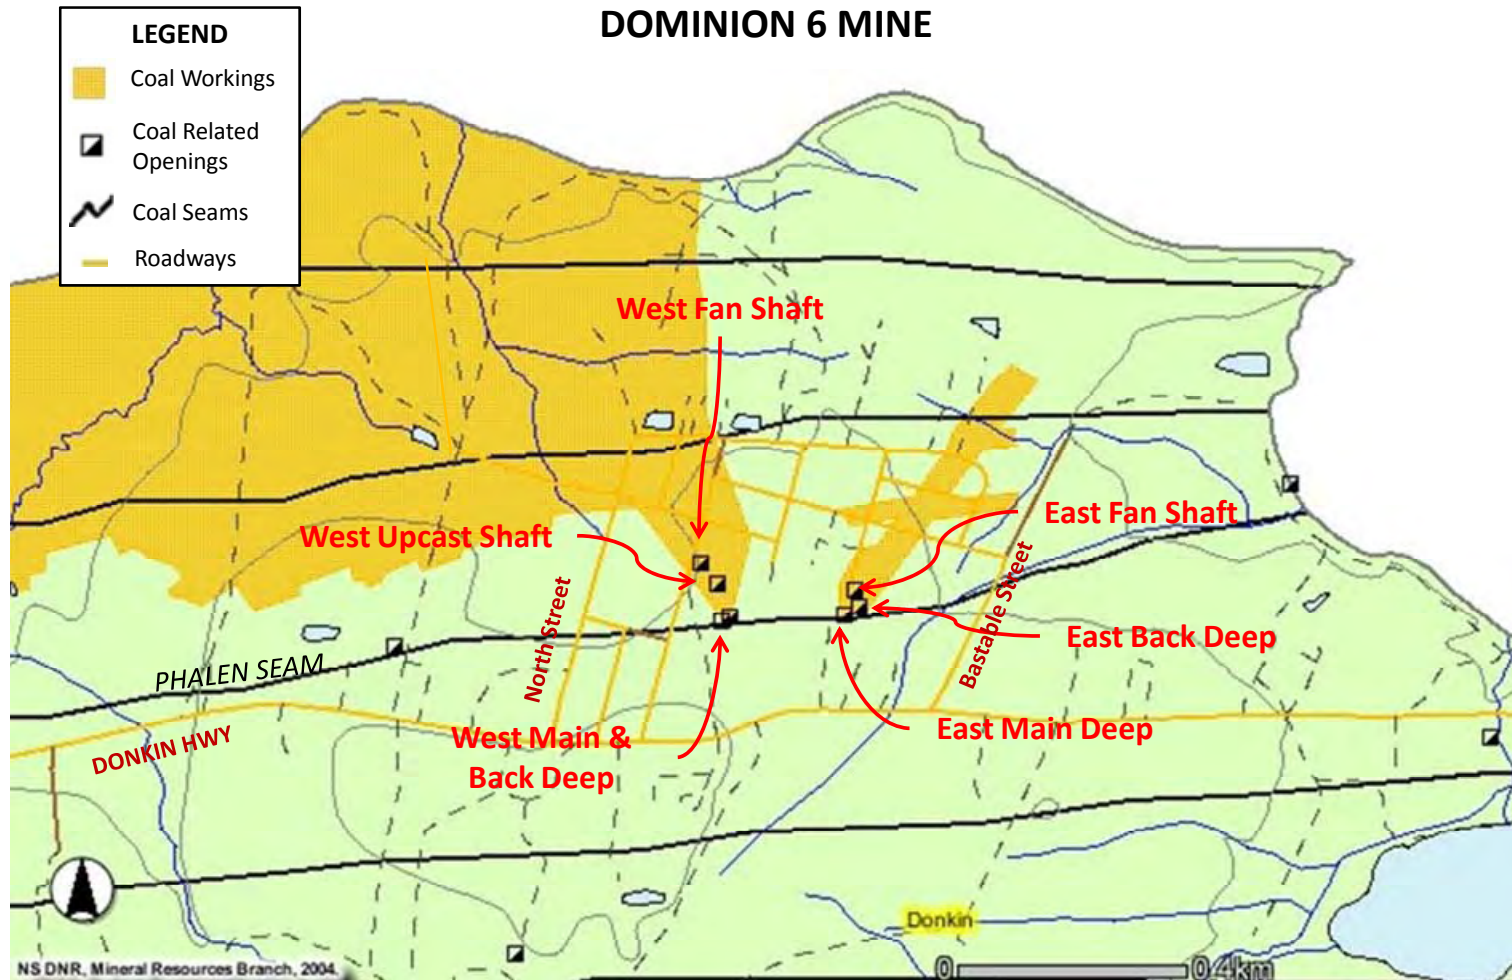 DOMINION 6 MINE
LEGEND
Coal Workings
Coal Related
Openings
Coal Seams
Roadways
West Fan Shaft
West Upcast Shaft
East Fan Shaft
North Street
Bastable Street
East Back Deep
PHALEN SEAM
DONKIN HWY
West Main &
Back Deep
East Main Deep
Donkin
NS DNR, Mineral Resources Branch, 2004.
0
0.4km